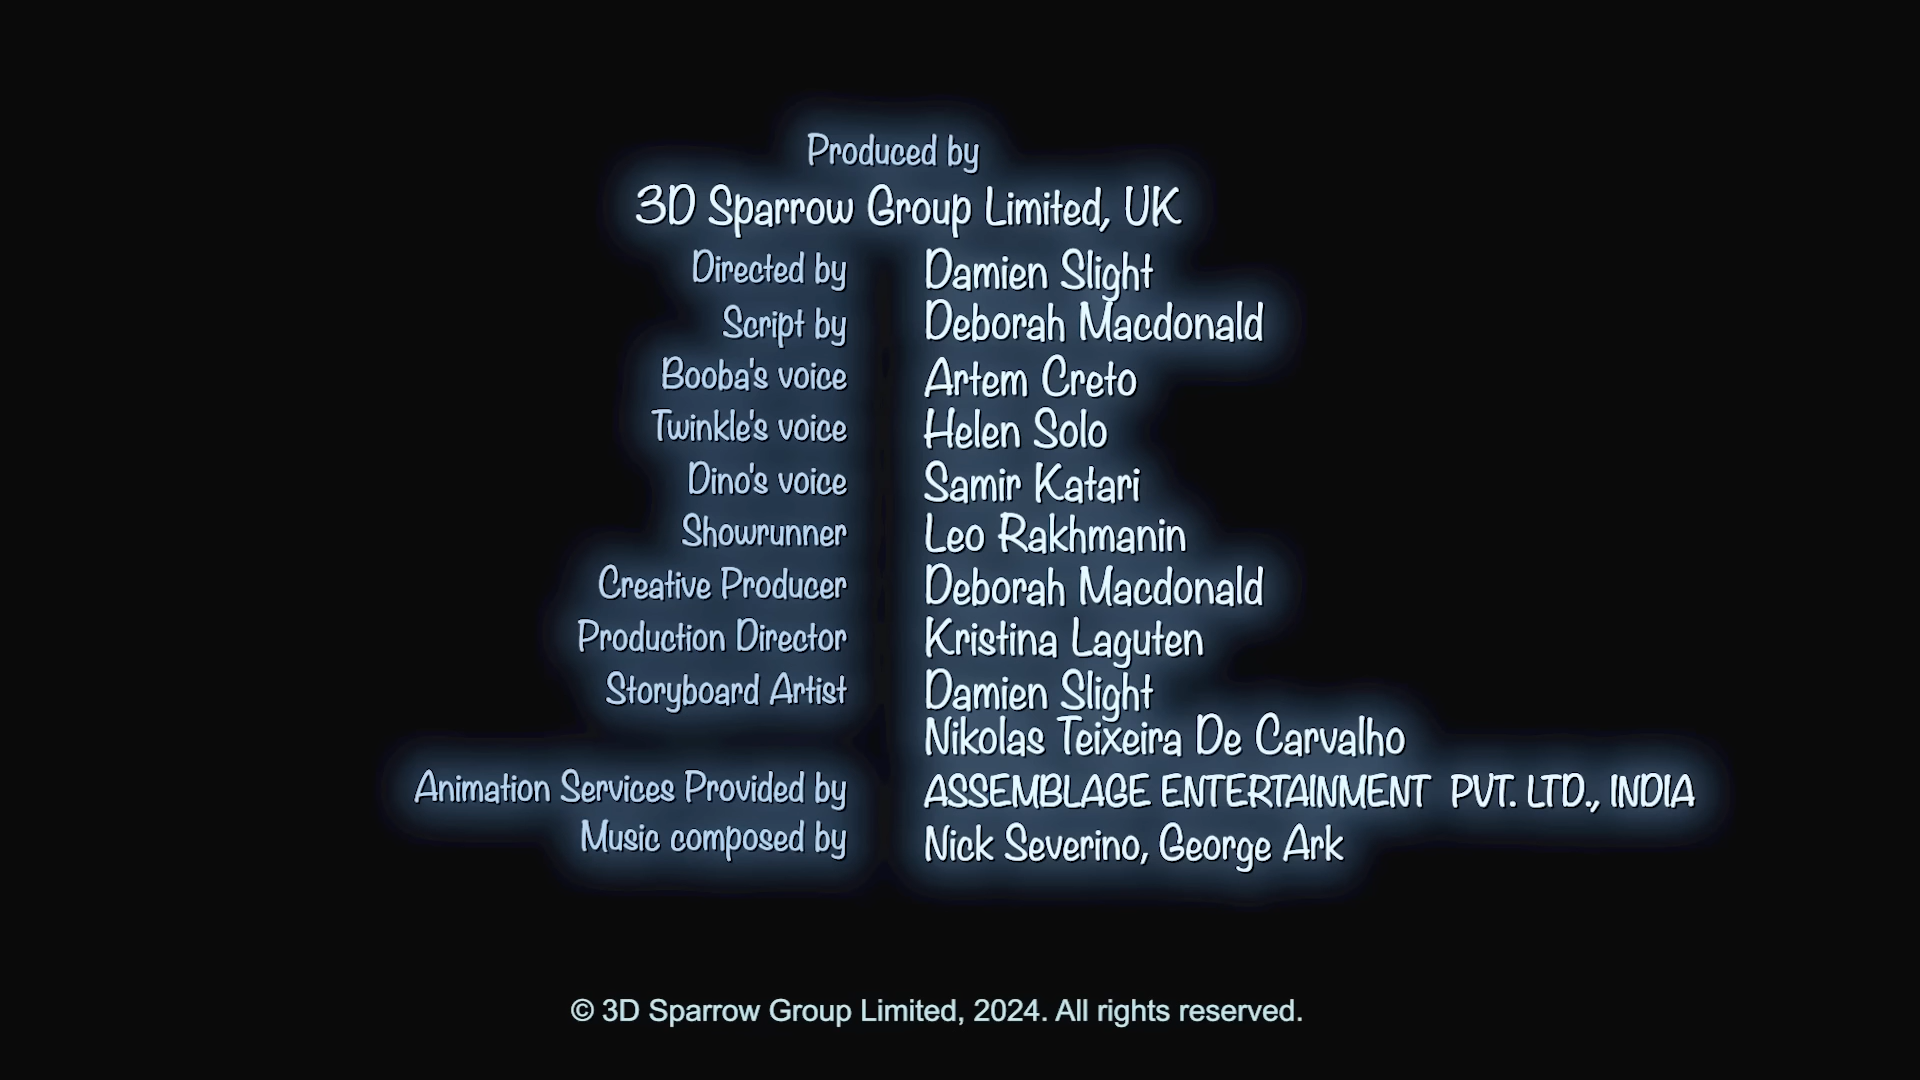 Produced by
3D Sparrow Group Limited, UK
Directed by Damien Slight
Script by Deborah Macdonald
Booba's voice Artem Creto
Twinkle's voice Helen Solo
Dino's voice Samir Katari
Showrunner Leo Rakhmanin
Creative Producer Deborah Macdonald
Production Director Kristina Laguten
Storyboard Artist Damien Slight
Nikolas Teixeira De Carvalho
Animation Services Provided by ASSEMBLAGE ENTERTAINMENT PVT. LTD., INDIA
Music composed by Nick Severino, George Ark
© 3D Sparrow Group Limited, 2024. All rights reserved.